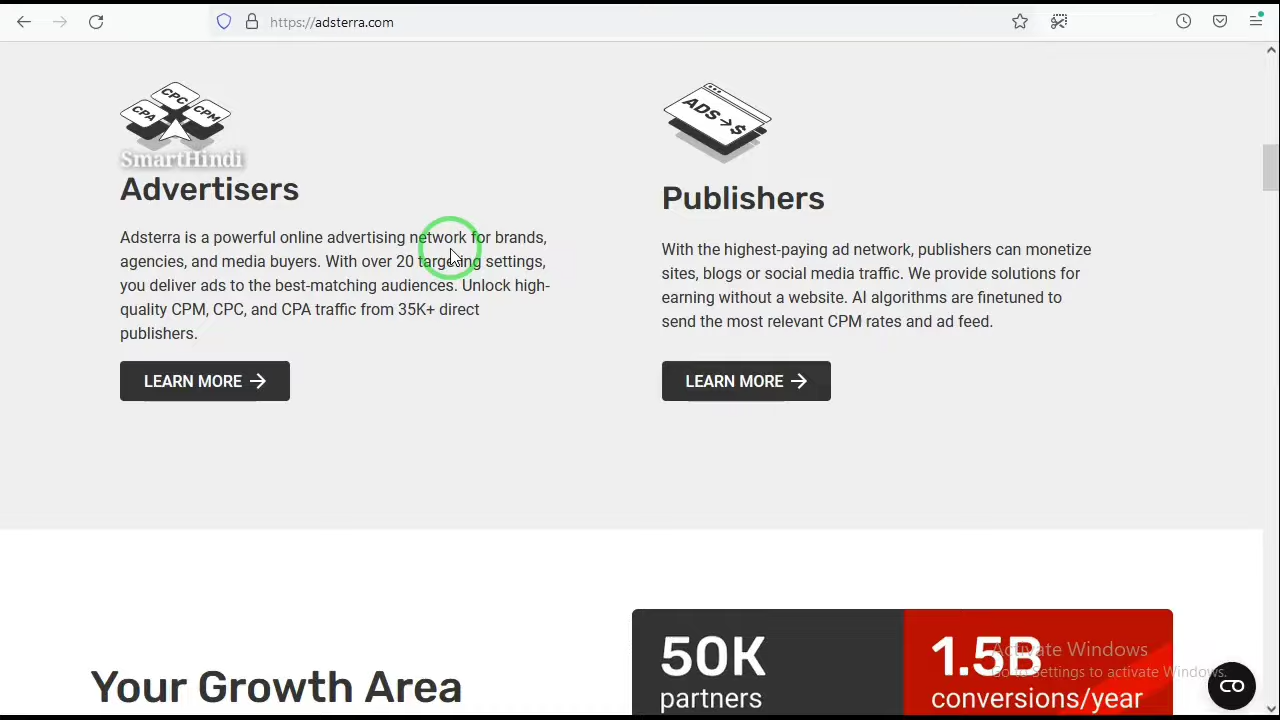 https://adsterra.com
CPA
CPC
CPM
SmartHindi
Advertisers
Adsterra is a powerful online advertising network for brands,
agencies, and media buyers. With over 20 targeting settings,
you deliver ads to the best-matching audiences. Unlock high-
quality CPM, CPC, and CPA traffic from 35K+ direct
publishers.
LEARN MORE →
ADS→$
Publishers
With the highest-paying ad network, publishers can monetize
sites, blogs or social media traffic. We provide solutions for
earning without a website. AI algorithms are finetuned to
send the most relevant CPM rates and ad feed.
LEARN MORE →
Your Growth Area
50K
partners
1.5B
conversions/year
Activate Windows
Go to Settings to activate Windows.